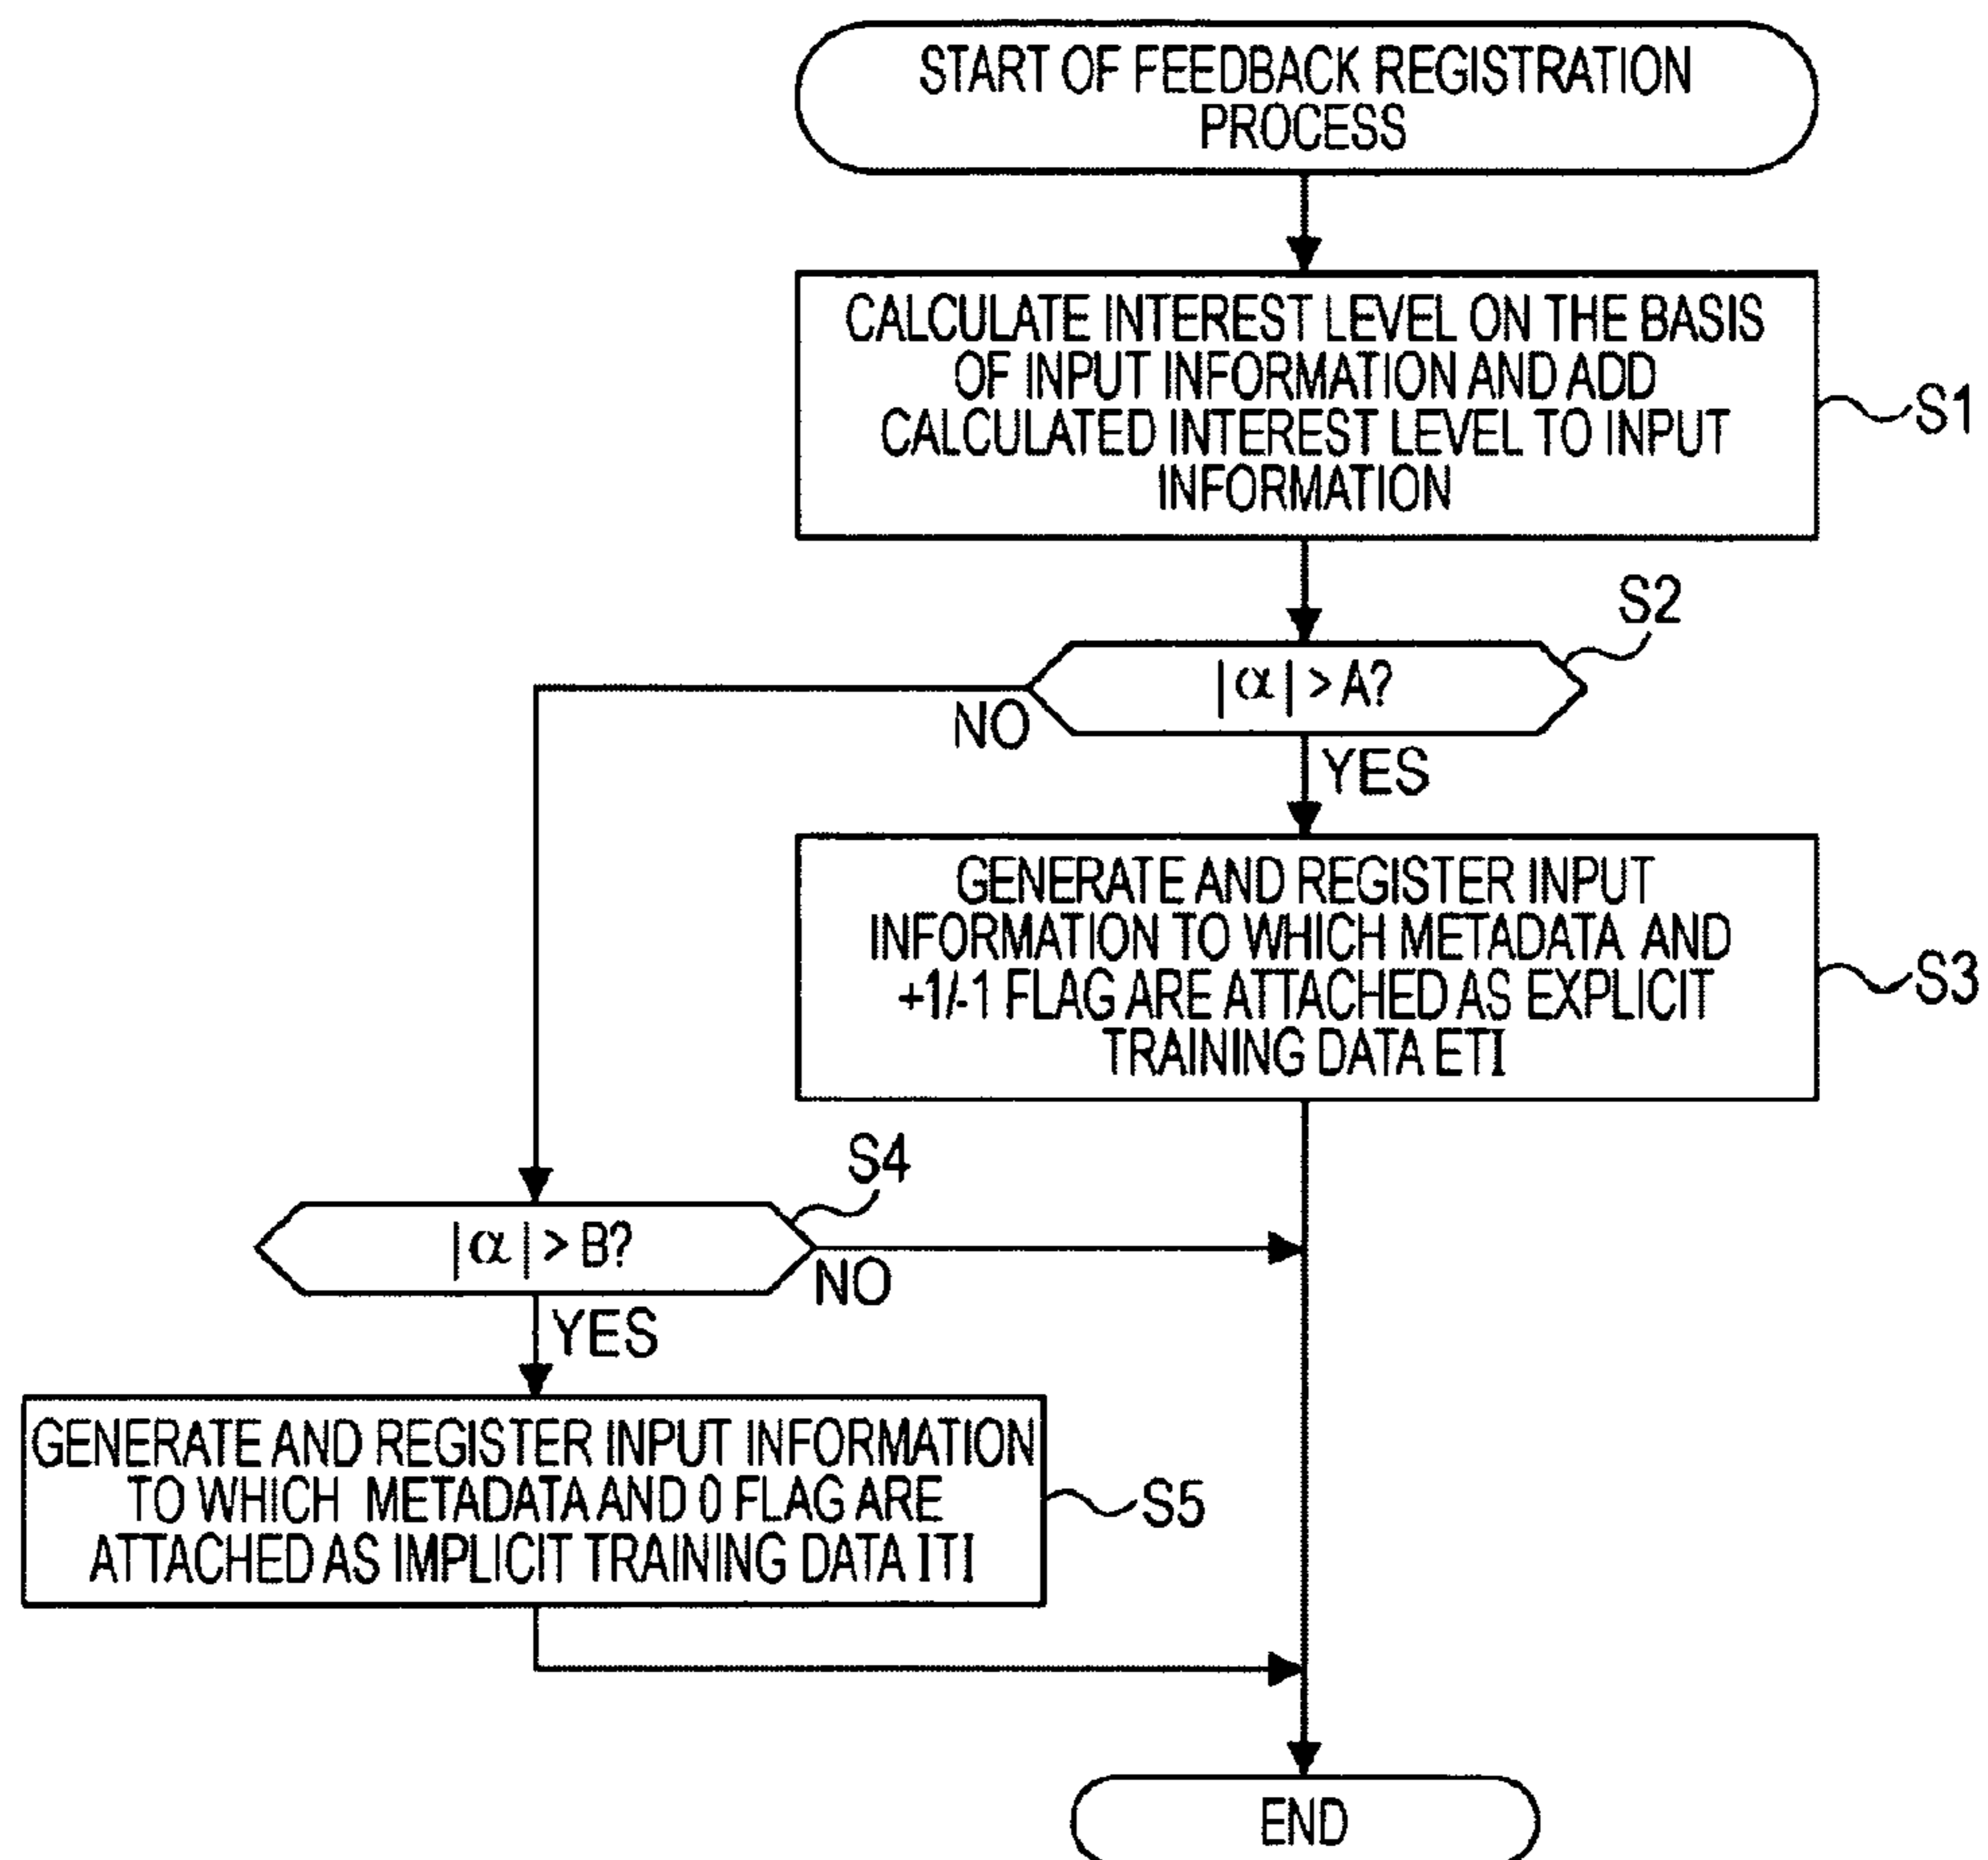 START OF FEEDBACK REGISTRATION
PROCESS
CALCULATE INTEREST LEVEL ON THE BASIS
OF INPUT INFORMATION AND ADD
CALCULATED INTEREST LEVEL TO INPUT
INFORMATION
S1
S2
|α| > A?
NO
YES
GENERATE AND REGISTER INPUT
INFORMATION TO WHICH METADATA AND
+1/-1 FLAG ARE ATTACHED AS EXPLICIT
TRAINING DATA ETI
S3
S4
|α| > B?
NO
YES
GENERATE AND REGISTER INPUT INFORMATION
TO WHICH METADATA AND 0 FLAG ARE
ATTACHED AS IMPLICIT TRAINING DATA ITI
S5
END